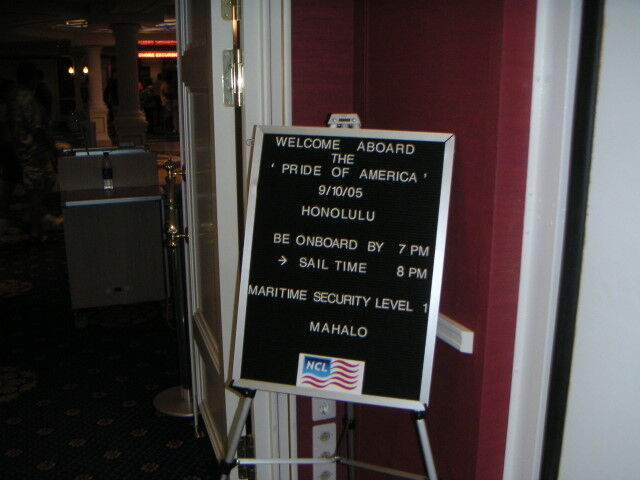 WELCOME ABOARD
THE
' PRIDE OF AMERICA '
9/10/05
HONOLULU
BE ONBOARD BY 7 PM
→ SAIL TIME 8 PM
MARITIME SECURITY LEVEL 1
MAHALO
NCL